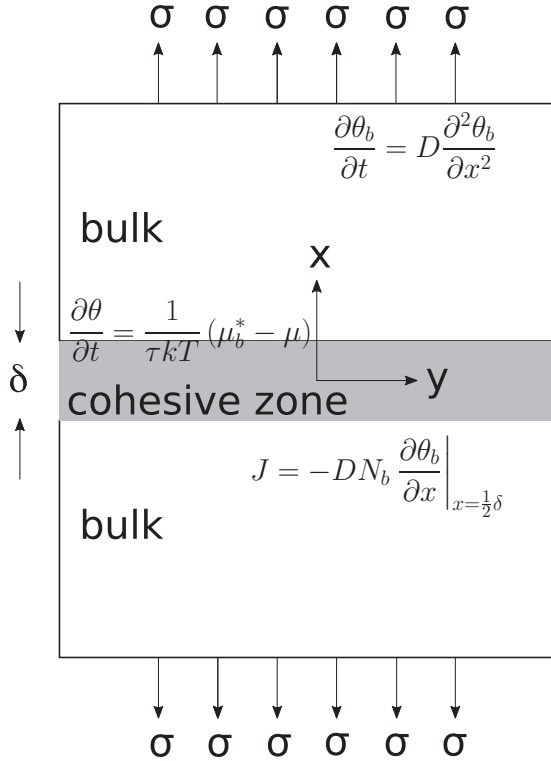 σ σ σ σ σ σ
∂θ_b/∂t = D ∂²θ_b/∂x²
bulk
x
∂θ/∂t = 1/(τkT) (μ_b^* − μ)
δ
y
cohesive zone
J = −DN_b ∂θ_b/∂x |_{x=½δ}
bulk
σ σ σ σ σ σ